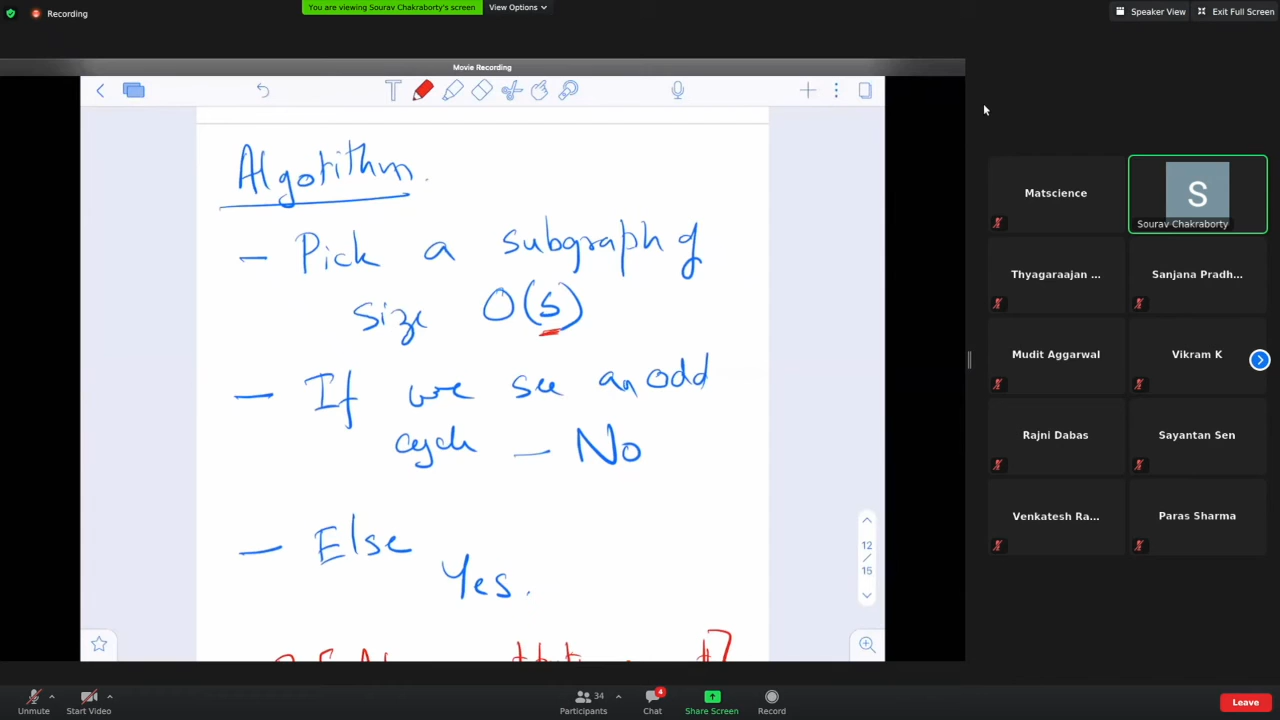 Recording
You are viewing Sourav Chakraborty's screen
View Options
Speaker View
Exit Full Screen
Movie Recording
Algorithm.
- Pick a subgraph of
size O(s)
- If we see an odd
cycle - No
- Else
Yes.
12
/
15
Matscience
S
Sourav Chakraborty
Thyagaraajan ...
Sanjana Pradh...
Mudit Aggarwal
Vikram K
Rajni Dabas
Sayantan Sen
Venkatesh Ra...
Paras Sharma
Unmute
Start Video
34
Participants
4
Chat
Share Screen
Record
Leave